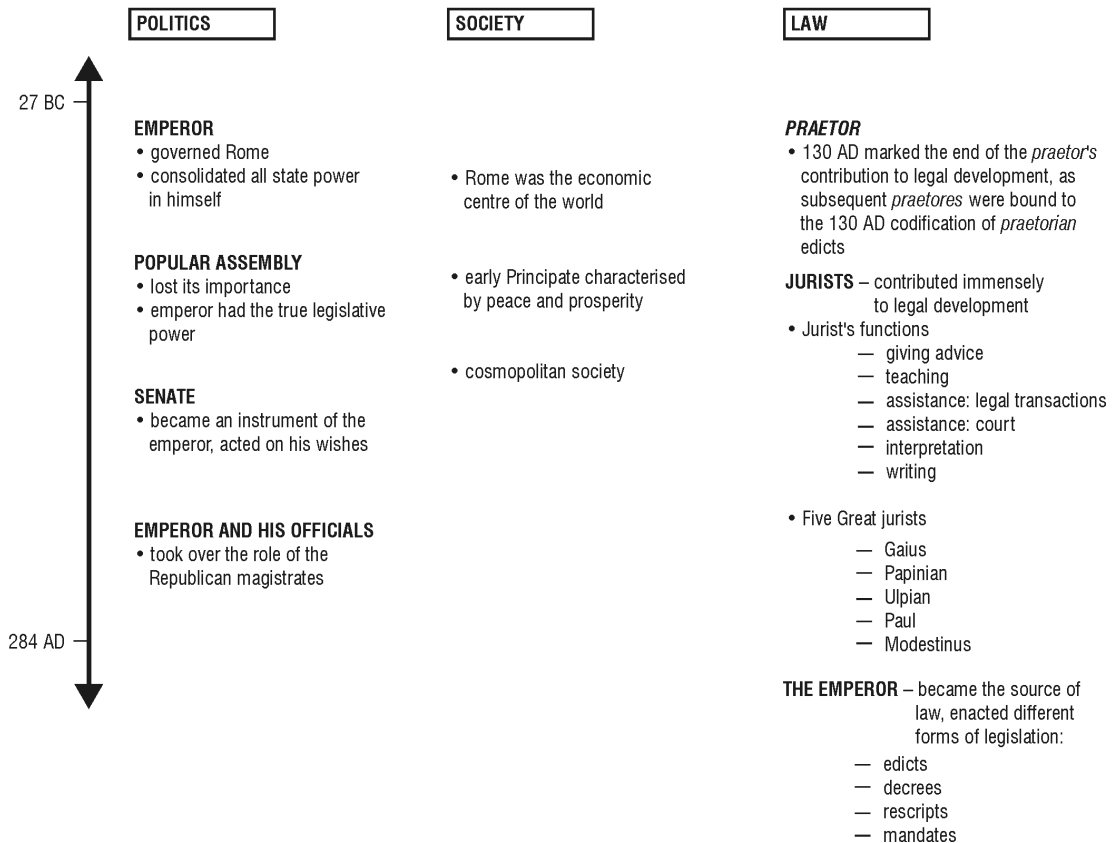 POLITICS
SOCIETY
LAW
27 BC
284 AD
EMPEROR
• governed Rome
• consolidated all state power
in himself
POPULAR ASSEMBLY
• lost its importance
• emperor had the true legislative
power
SENATE
• became an instrument of the
emperor, acted on his wishes
EMPEROR AND HIS OFFICIALS
• took over the role of the
Republican magistrates
• Rome was the economic
centre of the world
• early Principate characterised
by peace and prosperity
• cosmopolitan society
PRAETOR
• 130 AD marked the end of the praetor's
contribution to legal development, as
subsequent praetores were bound to
the 130 AD codification of praetorian
edicts
JURISTS – contributed immensely
to legal development
• Jurist's functions
— giving advice
— teaching
— assistance: legal transactions
— assistance: court
— interpretation
— writing
• Five Great jurists
— Gaius
— Papinian
— Ulpian
— Paul
— Modestinus
THE EMPEROR – became the source of
law, enacted different
forms of legislation:
— edicts
— decrees
— rescripts
— mandates